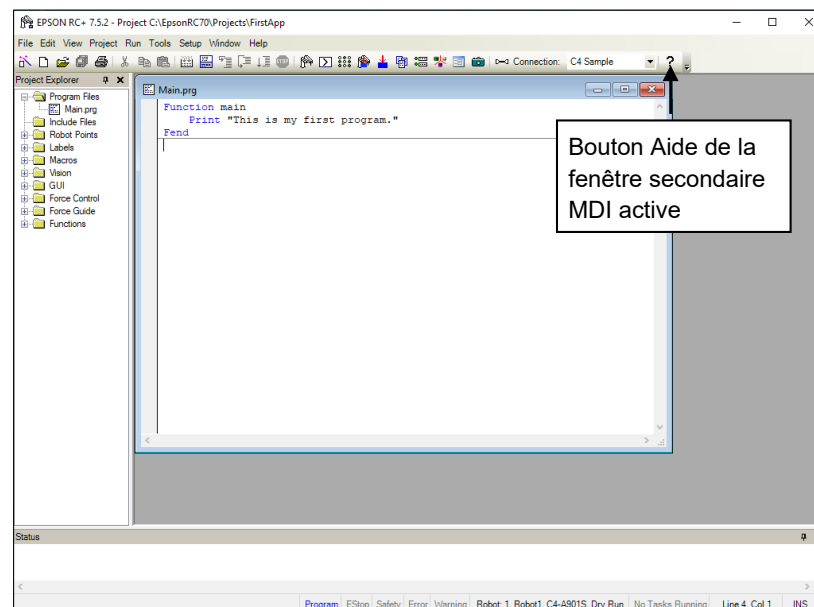 EPSON RC+ 7.5.2 - Project C:\EpsonRC70\Projects\FirstApp
File Edit View Project Run Tools Setup Window Help
Connection: C4 Sample
Project Explorer
Program Files
Main.prg
Include Files
Robot Points
Labels
Macros
Vision
GUI
Force Control
Force Guide
Functions
Main.prg
Function main
Print "This is my first program."
Fend
Bouton Aide de la
fenêtre secondaire
MDI active
Status
Program EStop Safety Error Warning Robot: 1, Robot1, C4-A901S, Dry Run No Tasks Running Line 4, Col 1 INS